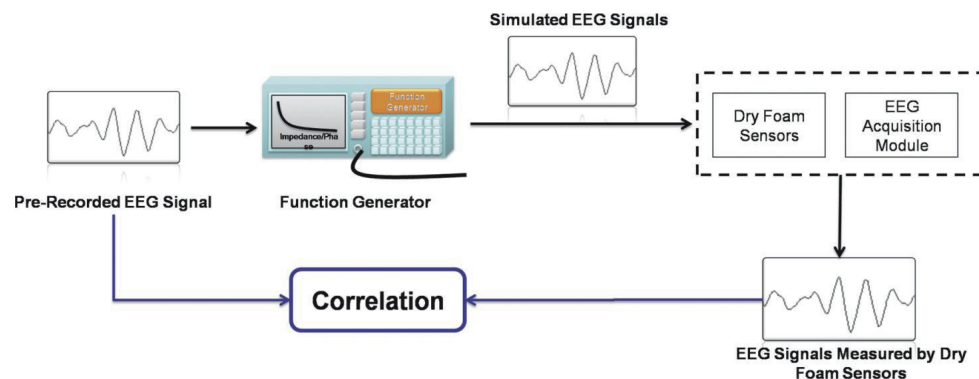 Simulated EEG Signals
Function
Generator
Impedance/Pha
se
Dry Foam
Sensors
EEG
Acquisition
Module
Pre-Recorded EEG Signal
Function Generator
Correlation
EEG Signals Measured by Dry
Foam Sensors